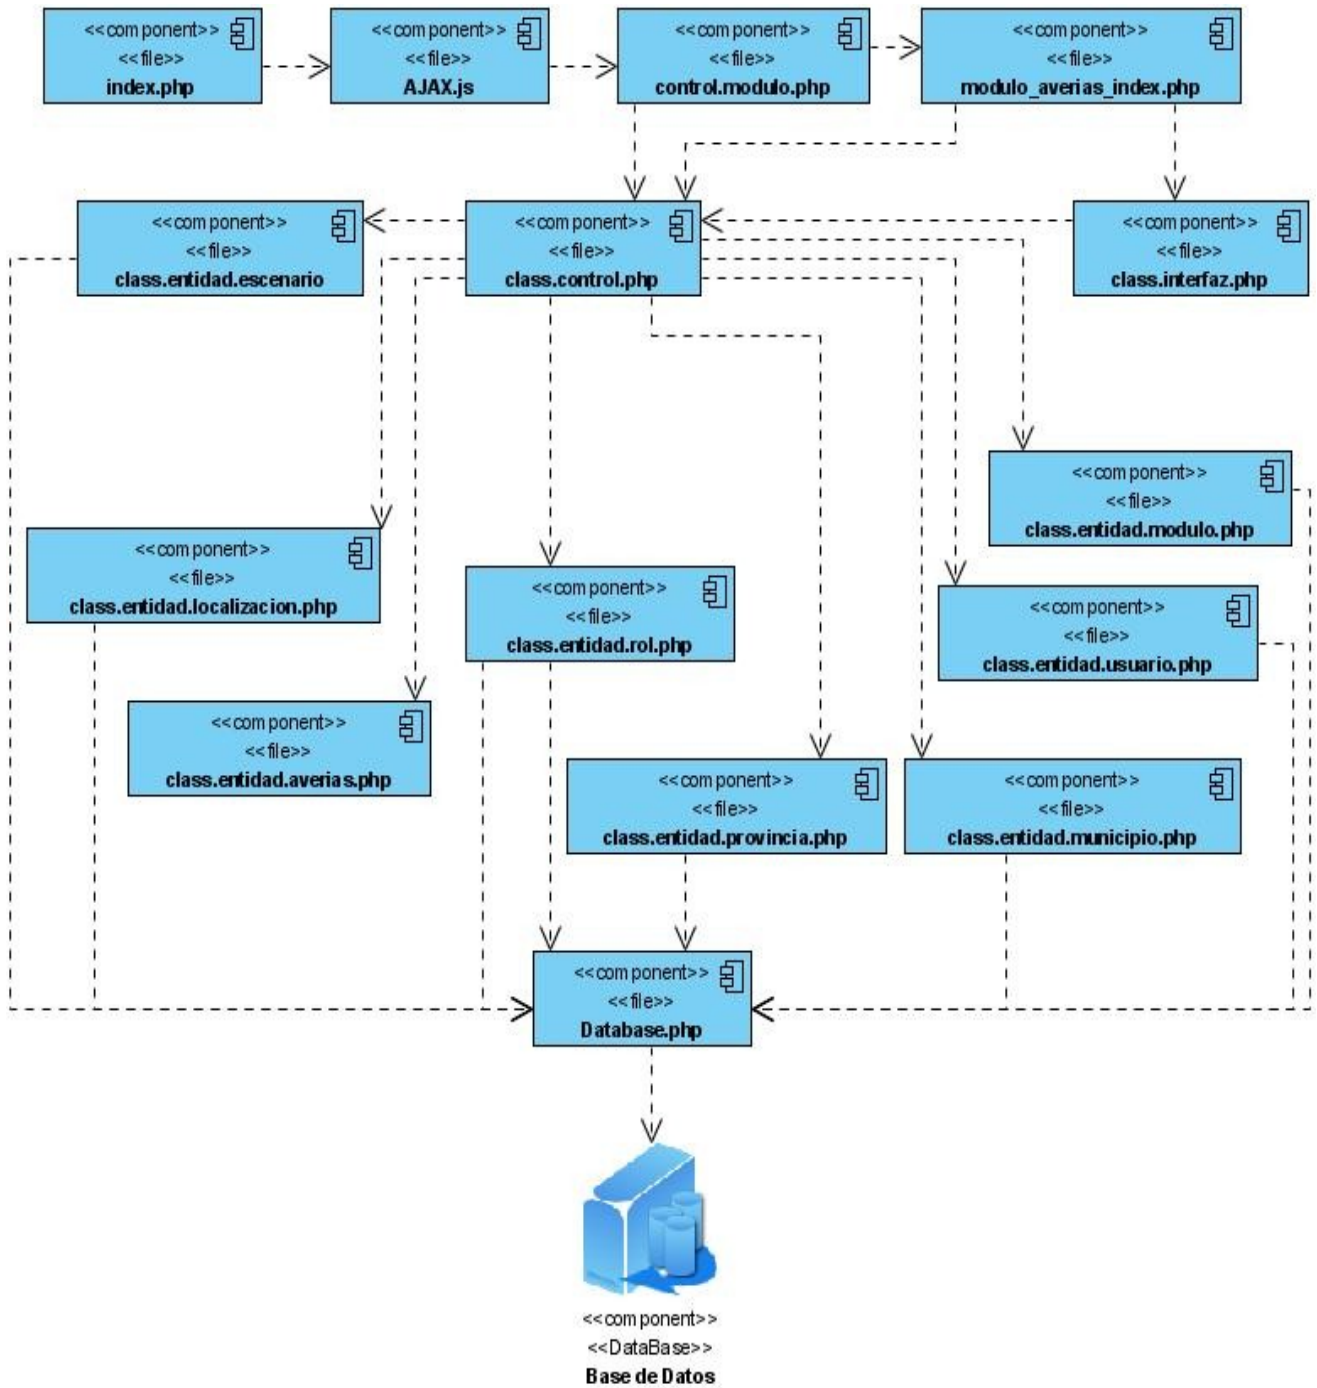 <<component>>
<<file>>
index.php
<<component>>
<<file>>
AJAX.js
<<component>>
<<file>>
control.modulo.php
<<component>>
<<file>>
modulo_averias_index.php
<<component>>
<<file>>
class.entidad.escenario
<<component>>
<<file>>
class.control.php
<<component>>
<<file>>
class.interfaz.php
<<component>>
<<file>>
class.entidad.modulo.php
<<component>>
<<file>>
class.entidad.localizacion.php
<<component>>
<<file>>
class.entidad.rol.php
<<component>>
<<file>>
class.entidad.usuario.php
<<component>>
<<file>>
class.entidad.averias.php
<<component>>
<<file>>
class.entidad.provincia.php
<<component>>
<<file>>
class.entidad.municipio.php
<<component>>
<<file>>
Database.php
<<component>>
<<DataBase>>
Base de Datos